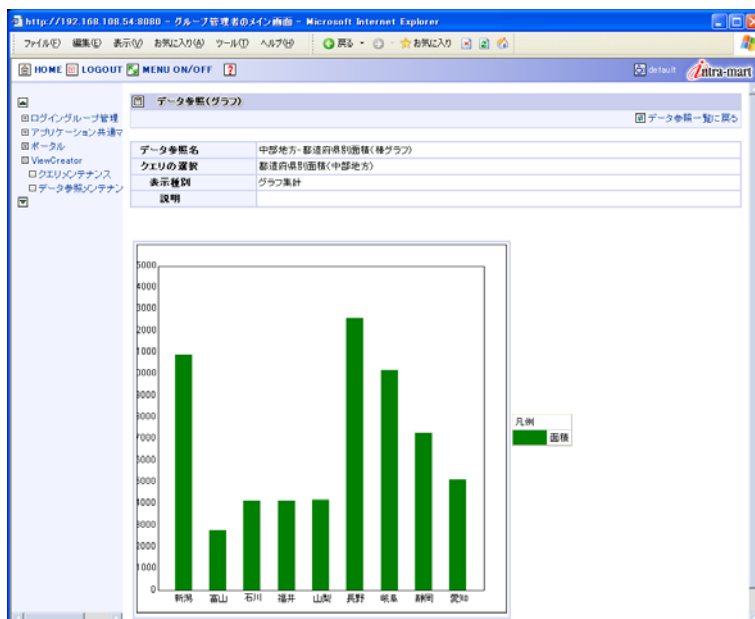 http://192.168.108.54:8080 - グループ管理者のメイン画面 - Microsoft Internet Explorer
ファイル(F) 編集(E) 表示(V) お気に入り(A) ツール(T) ヘルプ(H) 戻る お気に入り
HOME LOGOUT MENU ON/OFF ? default intra-mart
ログイングループ管理
アプリケーション共通マ
ポータル
ViewCreator
クエリメンテナンス
データ参照メンテナン
データ参照(グラフ)
データ参照一覧に戻る
データ参照名 中部地方-都道府県別面積(棒グラフ)
クエリの選択 都道府県別面積(中部地方)
表示種別 グラフ集計
説明
5000
4000
3000
2000
1000
0000
9000
8000
7000
6000
5000
4000
3000
2000
1000
0
新潟 富山 石川 福井 山梨 長野 岐阜 静岡 愛知
凡例
面積